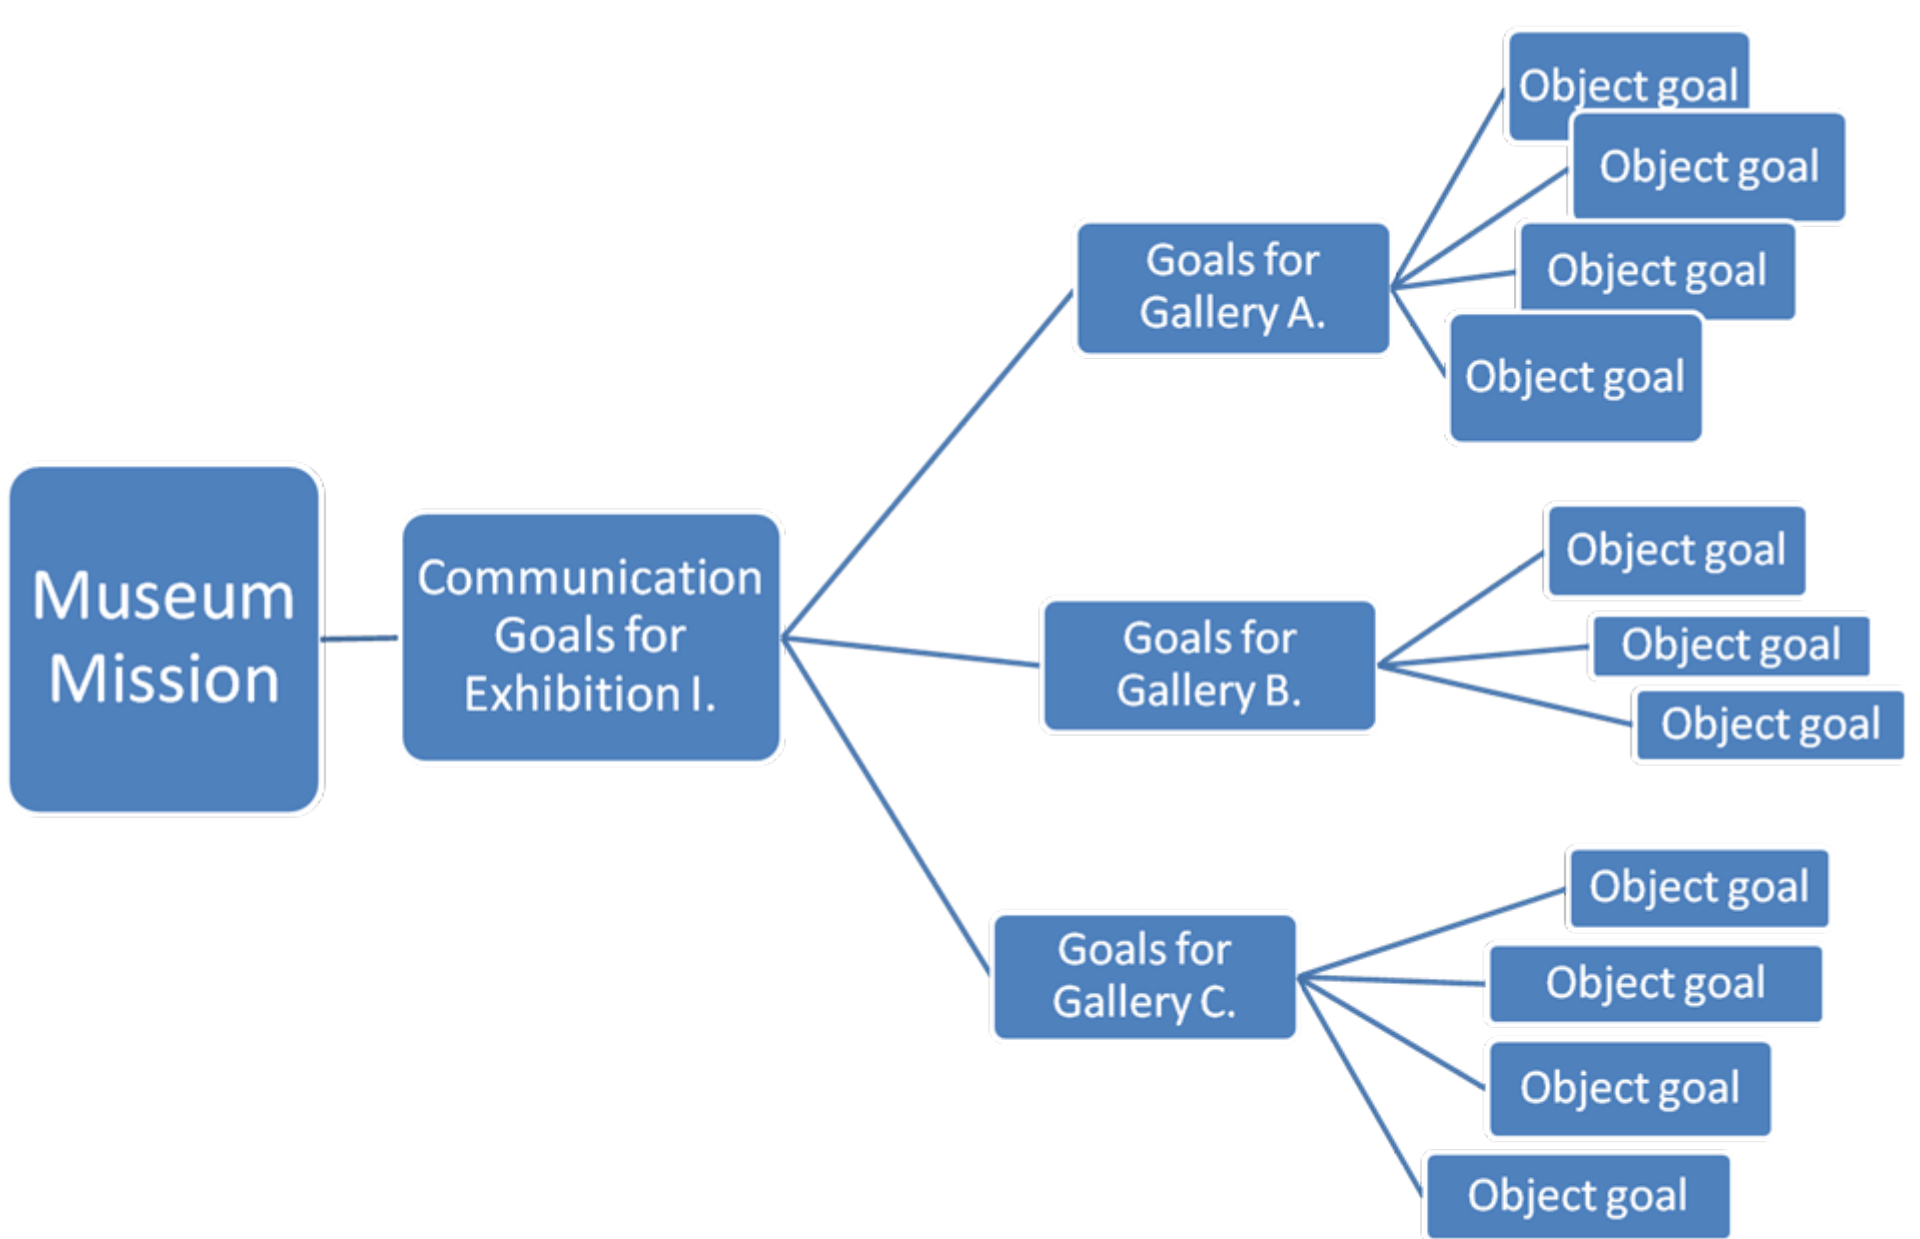 Museum
Mission
Communication
Goals for
Exhibition I.
Goals for
Gallery A.
Object goal
Object goal
Object goal
Object goal
Goals for
Gallery B.
Object goal
Object goal
Object goal
Goals for
Gallery C.
Object goal
Object goal
Object goal
Object goal